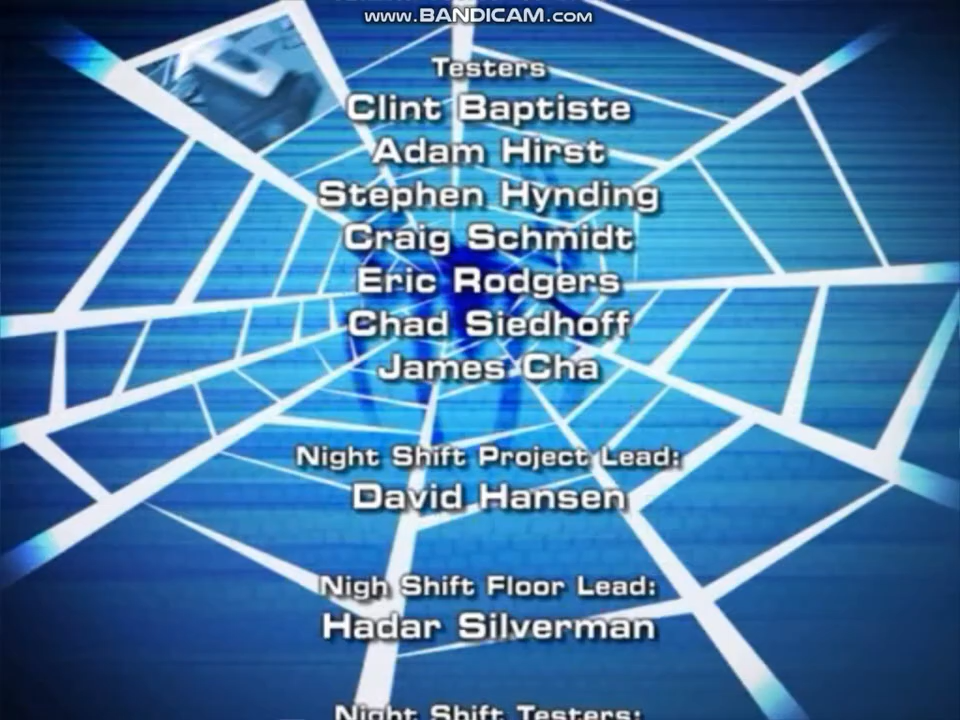 www.BANDICAM.com
Testers
Clint Baptiste
Adam Hirst
Stephen Hynding
Craig Schmidt
Eric Rodgers
Chad Siedhoff
James Cha
Night Shift Project Lead:
David Hansen
Nigh Shift Floor Lead:
Hadar Silverman
Night Shift Testers: